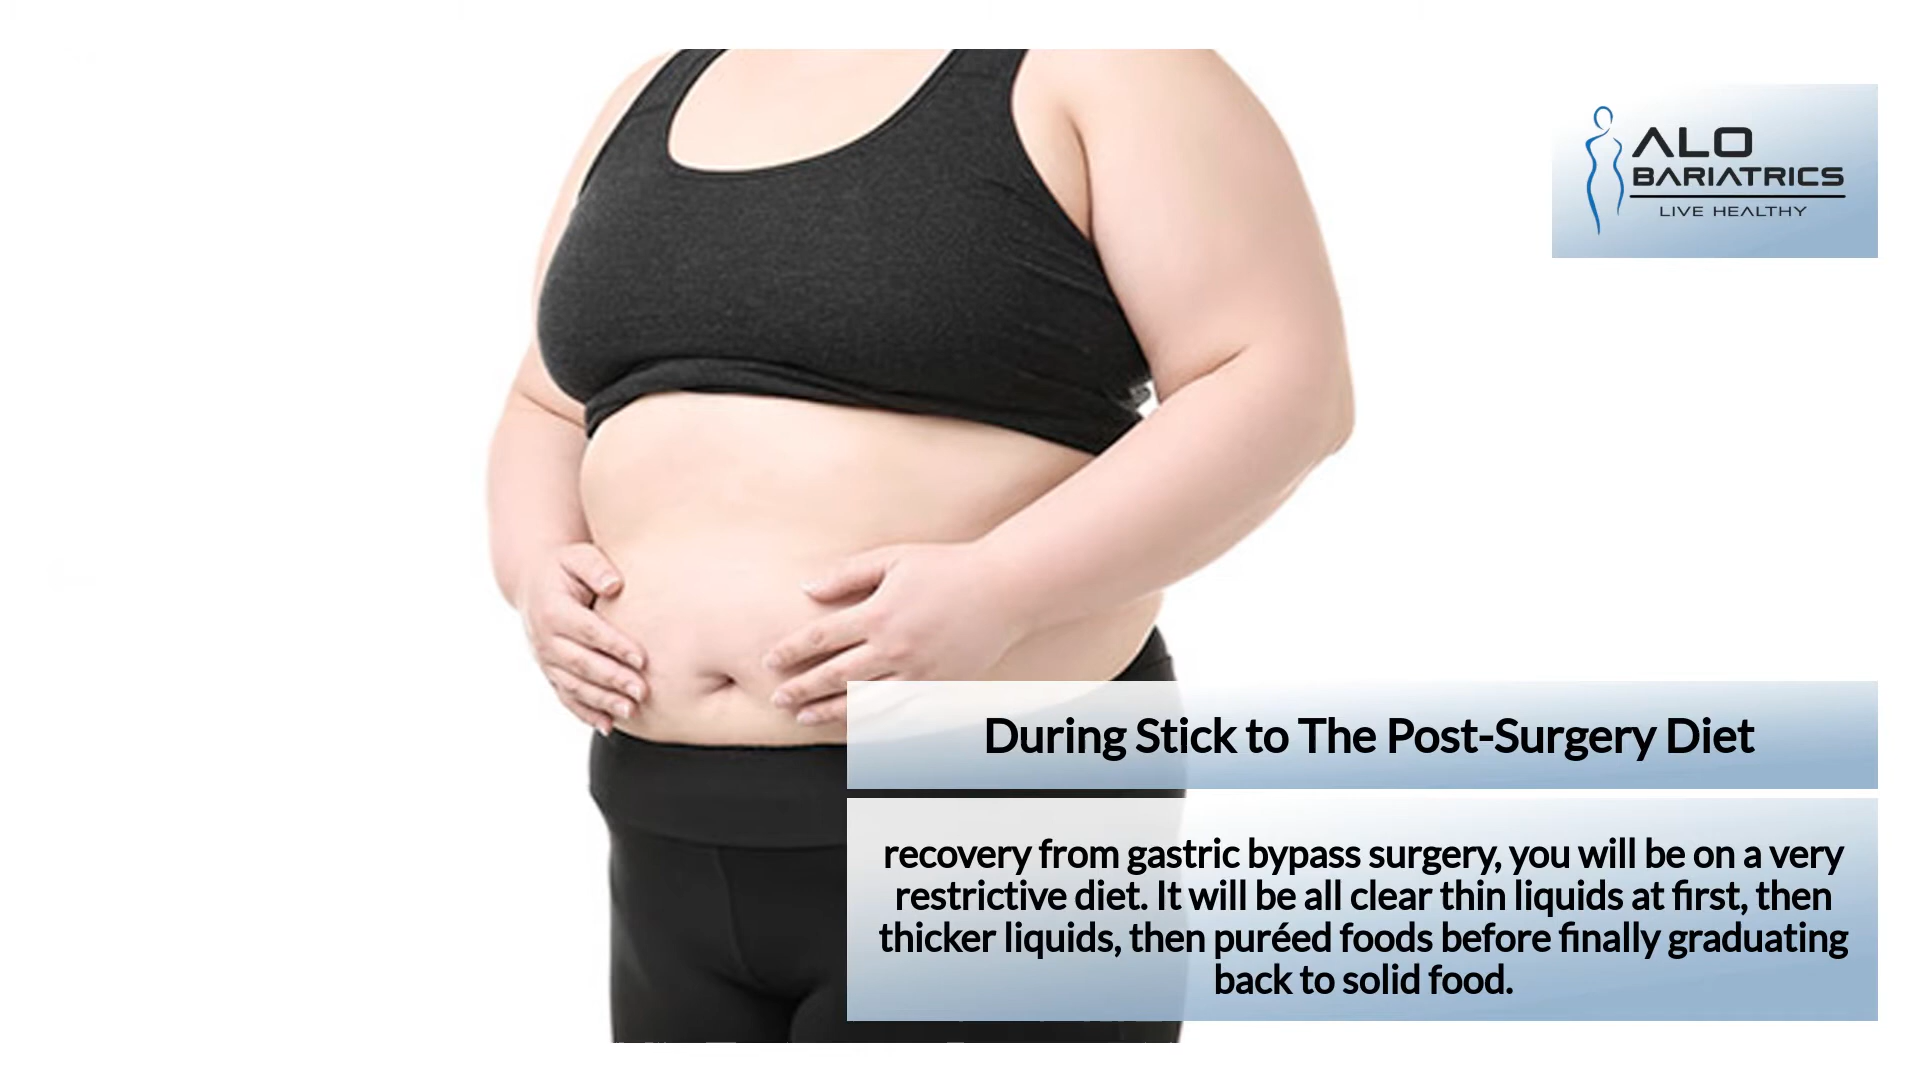 ALO
BARIATRICS
LIVE HEALTHY
During Stick to The Post-Surgery Diet
recovery from gastric bypass surgery, you will be on a very
restrictive diet. It will be all clear thin liquids at first, then
thicker liquids, then puréed foods before finally graduating
back to solid food.